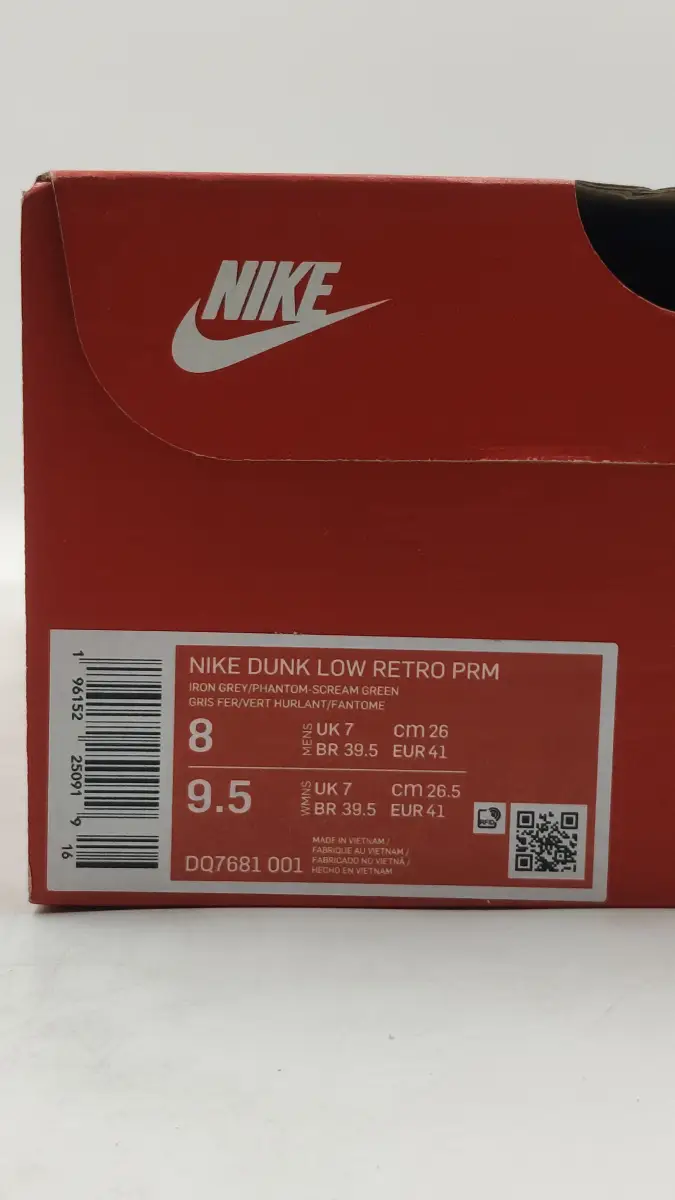 NIKE
NIKE DUNK LOW RETRO PRM
IRON GREY/PHANTOM-SCREAM GREEN
GRIS FER/VERT HURLANT/FANTOME
8 MENS UK 7 cm 26
BR 39.5 EUR 41
9.5 WMNS UK 7 cm 26.5
BR 39.5 EUR 41
DQ7681 001
MADE IN VIETNAM /
FABRIQUE AU VIETNAM /
FABRICADO NO VIETNÃ /
HECHO EN VIETNAM
RFID
1 96152 25091 9 16